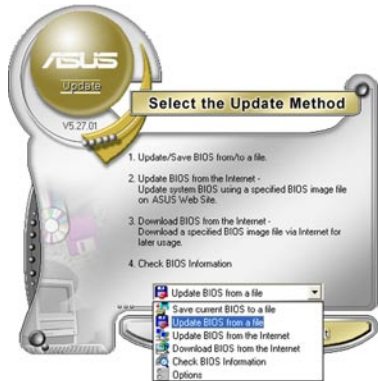 ASUS
Update
V5.27.01
Select the Update Method
1. Update/Save BIOS from/to a file.
2. Update BIOS from the Internet -
Update system BIOS using a specified BIOS image file
on ASUS Web Site.
3. Download BIOS from the Internet -
Download a specified BIOS image file via Internet for
later usage.
4. Check BIOS Information
Update BIOS from a file
Save current BIOS to a file
Update BIOS from a file
Update BIOS from the Internet
Download BIOS from the Internet
Check BIOS Information
Options